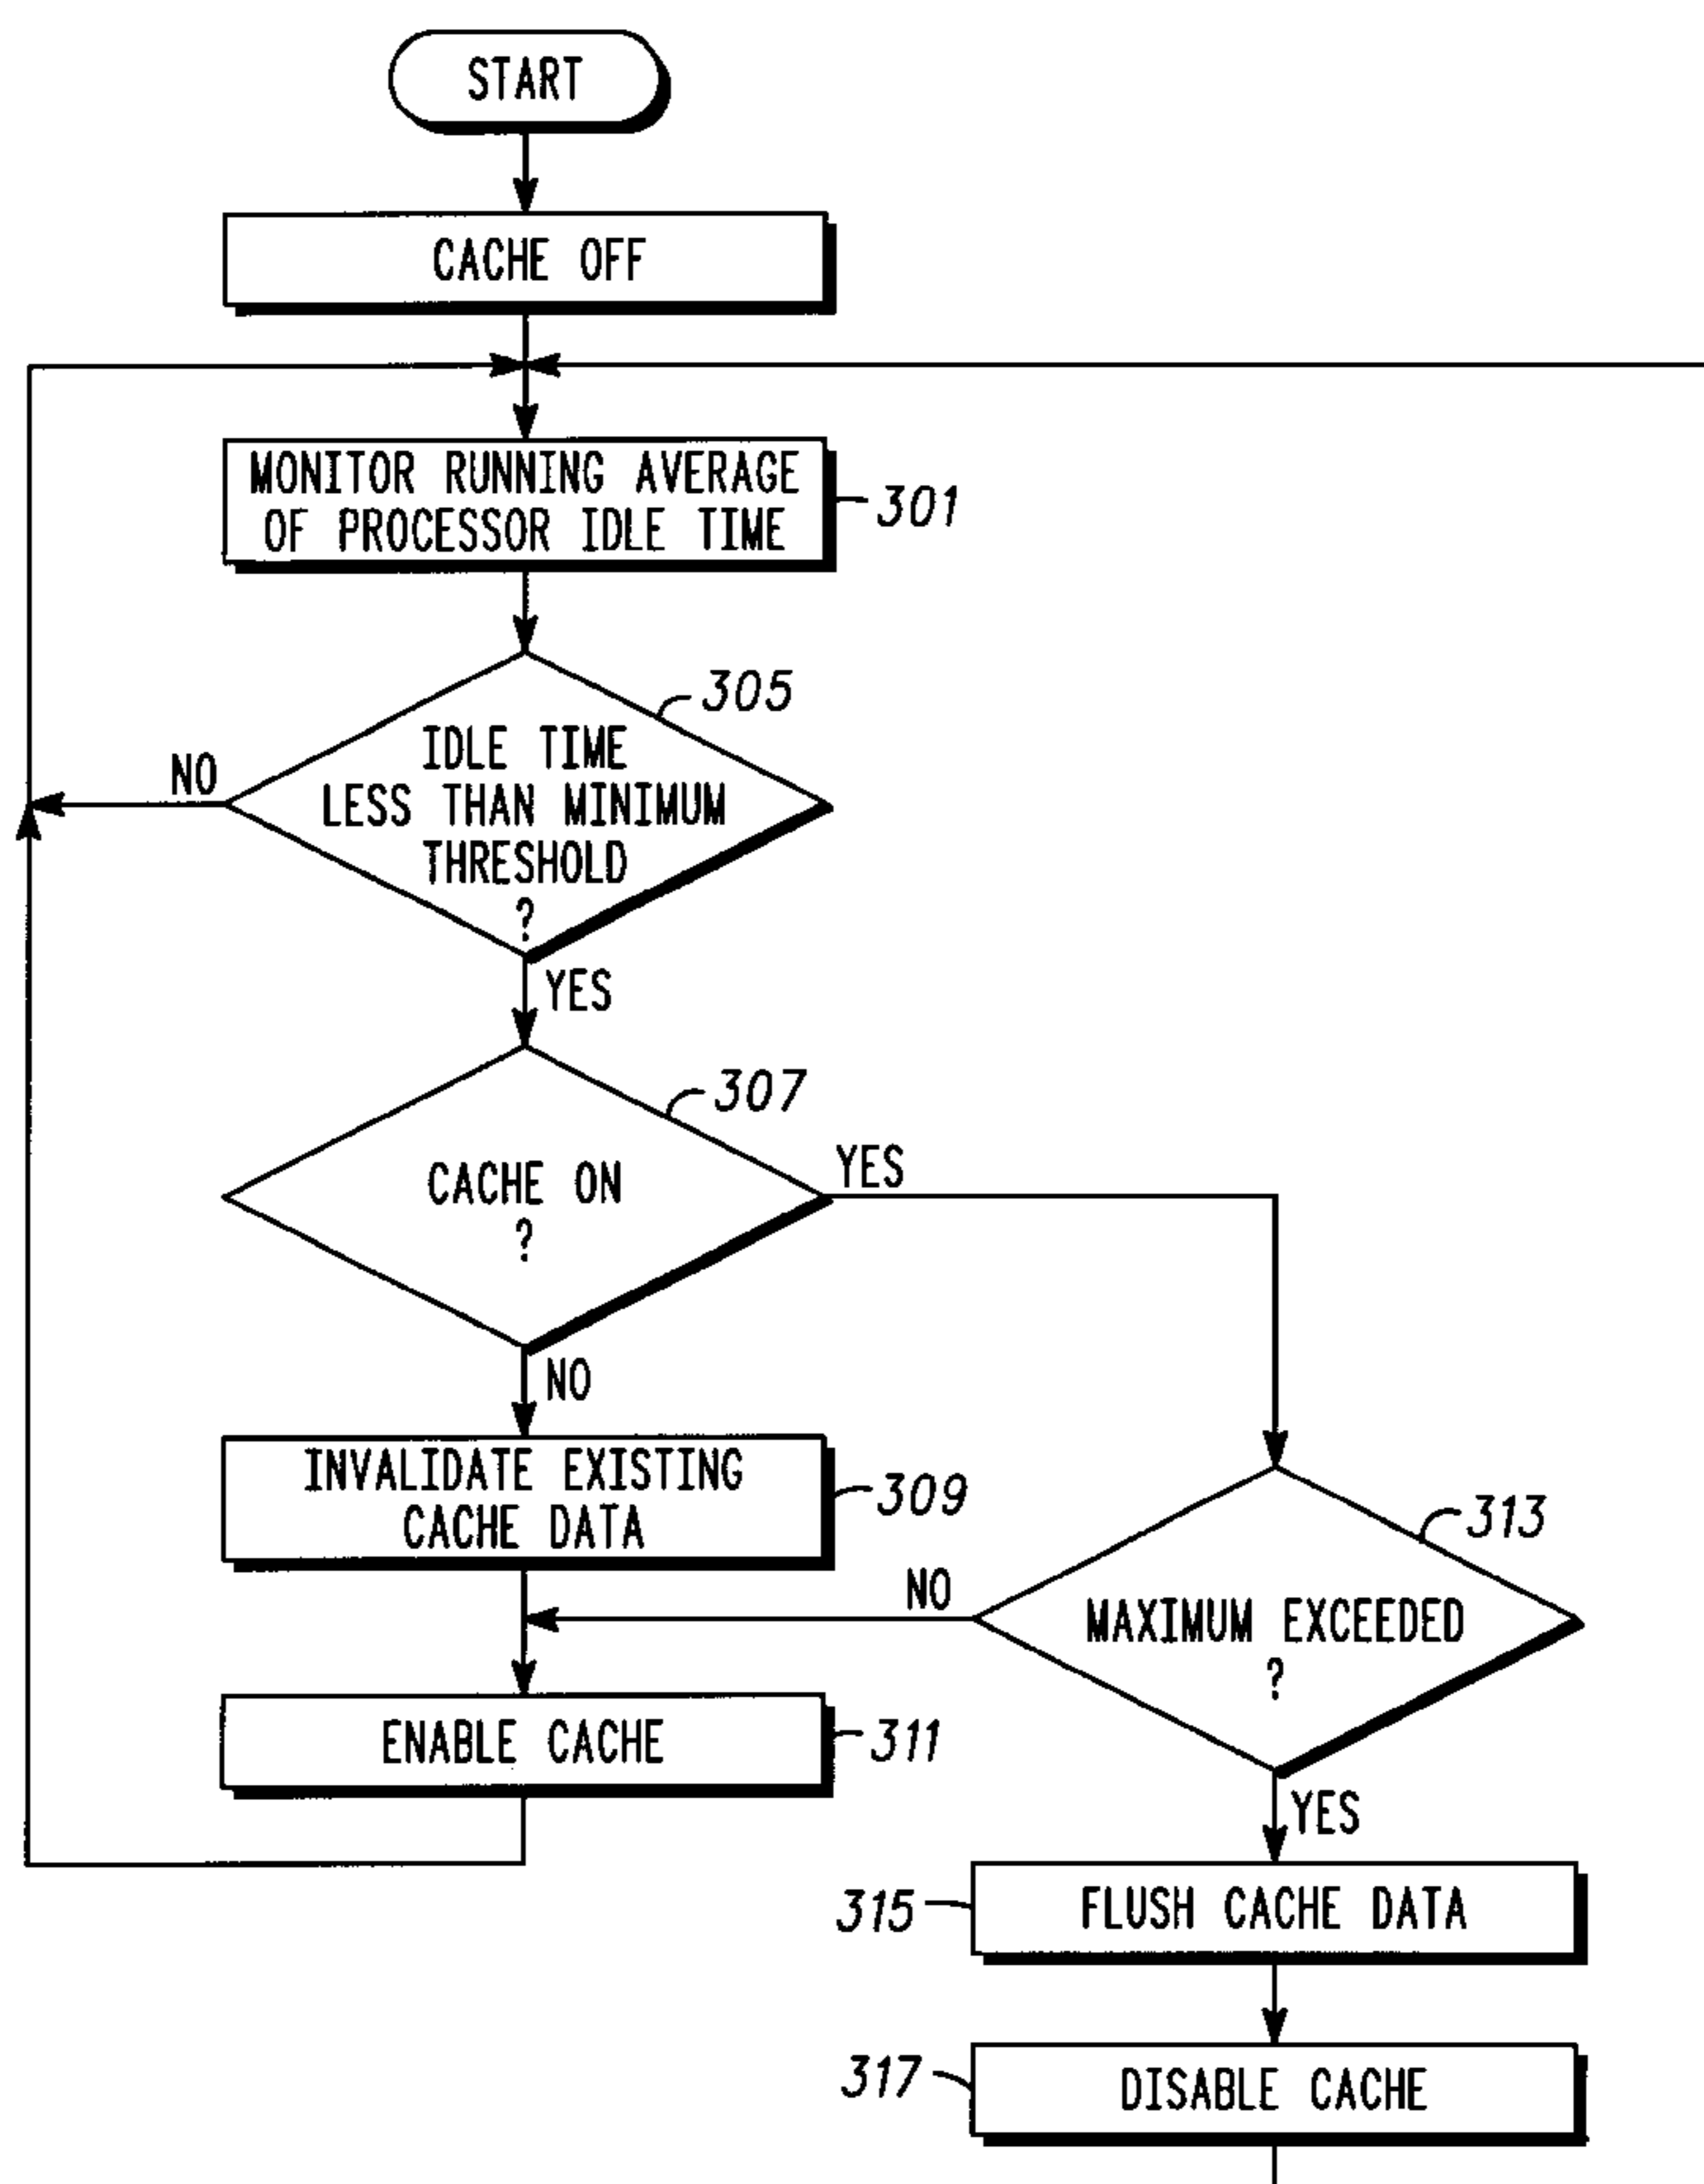 START
CACHE OFF
MONITOR RUNNING AVERAGE
OF PROCESSOR IDLE TIME
301
305
IDLE TIME
LESS THAN MINIMUM
THRESHOLD
?
NO
YES
307
CACHE ON
?
YES
NO
INVALIDATE EXISTING
CACHE DATA
309
313
MAXIMUM EXCEEDED
?
NO
ENABLE CACHE
311
YES
315
FLUSH CACHE DATA
317
DISABLE CACHE